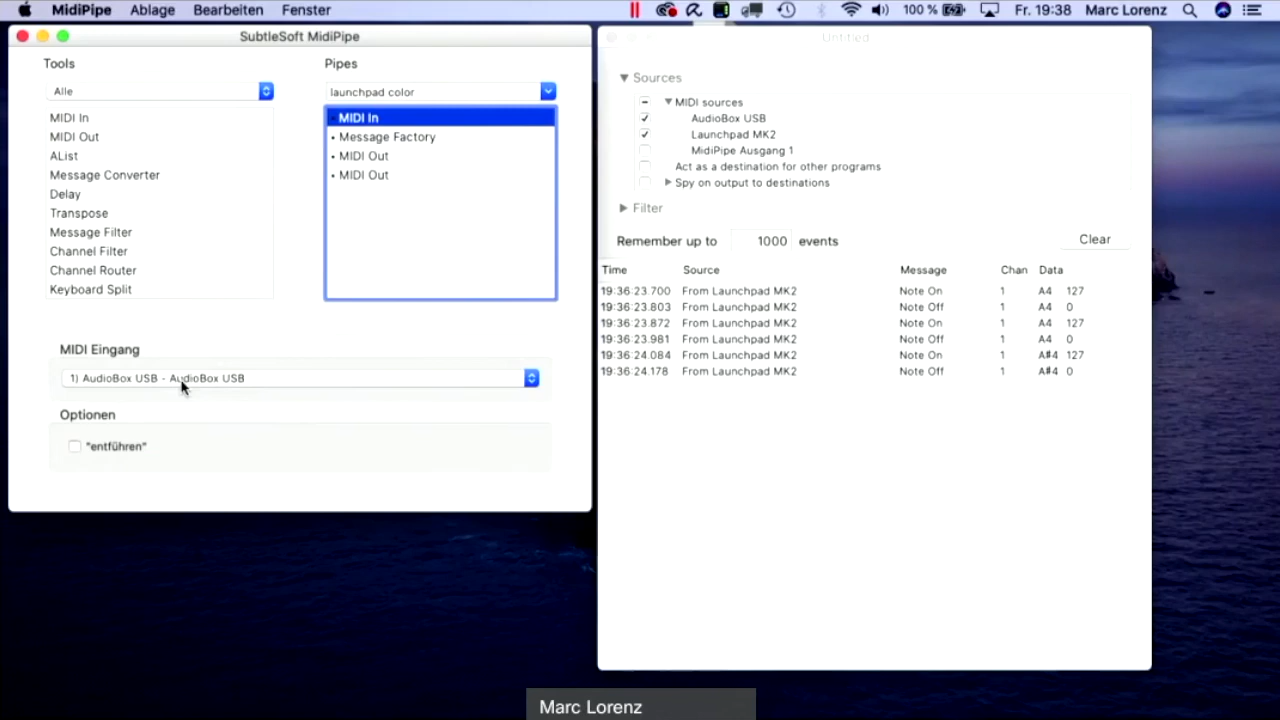 MidiPipe Ablage Bearbeiten Fenster 100 % Fr. 19:38 Marc Lorenz
SubtleSoft MidiPipe
Tools
Alle
MIDI In
MIDI Out
AList
Message Converter
Delay
Transpose
Message Filter
Channel Filter
Channel Router
Keyboard Split
Pipes
launchpad color
• MIDI In
• Message Factory
• MIDI Out
• MIDI Out
MIDI Eingang
1) AudioBox USB - AudioBox USB
Optionen
"entführen"
Untitled
Sources
MIDI sources
AudioBox USB
Launchpad MK2
MidiPipe Ausgang 1
Act as a destination for other programs
Spy on output to destinations
Filter
Remember up to 1000 events
Clear
Time Source Message Chan Data
19:36:23.700 From Launchpad MK2 Note On 1 A4 127
19:36:23.803 From Launchpad MK2 Note Off 1 A4 0
19:36:23.872 From Launchpad MK2 Note On 1 A4 127
19:36:23.981 From Launchpad MK2 Note Off 1 A4 0
19:36:24.084 From Launchpad MK2 Note On 1 A#4 127
19:36:24.178 From Launchpad MK2 Note Off 1 A#4 0
Marc Lorenz